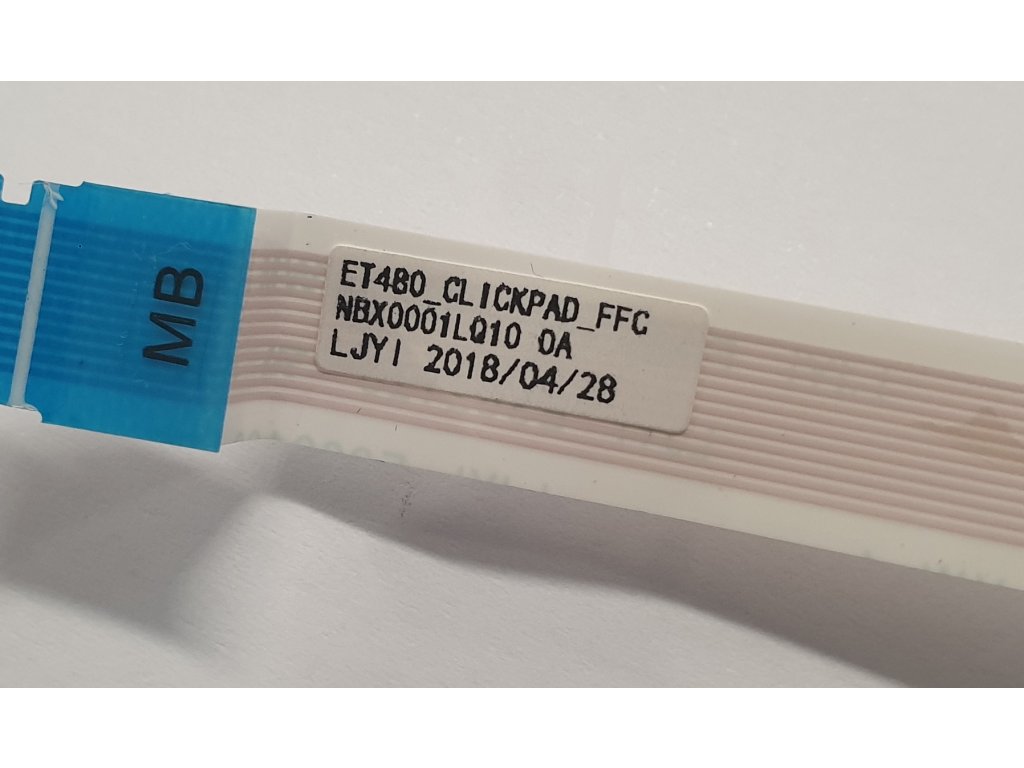 MB
ET480_CLICKPAD_FFC
NBX0001LQ10 0A
LJYI 2018/04/28